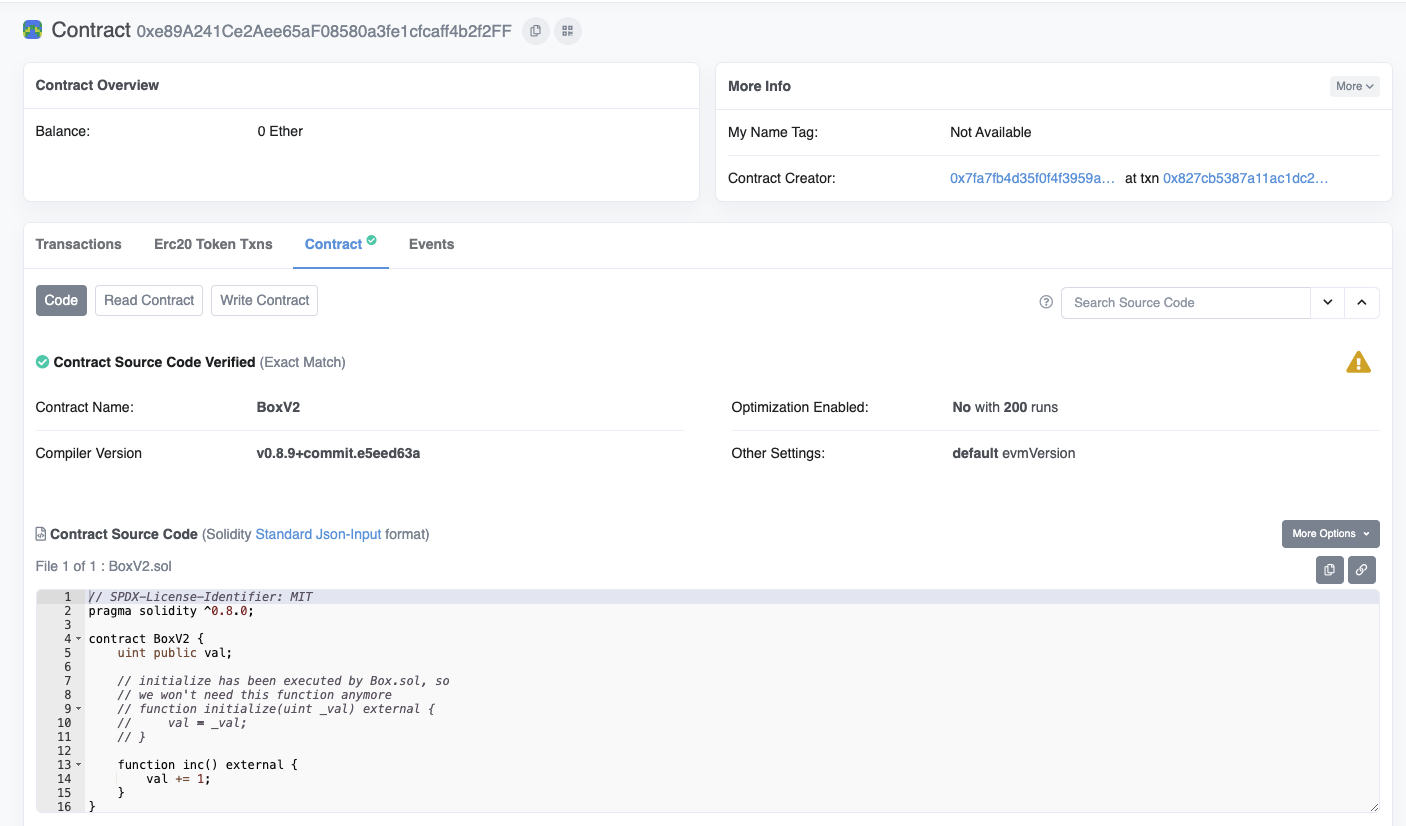 Contract 0xe89A241Ce2Aee65aF08580a3fe1cfcaff4b2f2FF
Contract Overview
Balance: 0 Ether
More Info
More
My Name Tag: Not Available
Contract Creator: 0x7fa7fb4d35f0f4f3959a... at txn 0x827cb5387a11ac1dc2...
Transactions Erc20 Token Txns Contract Events
Code Read Contract Write Contract
Search Source Code
Contract Source Code Verified (Exact Match)
Contract Name: BoxV2
Optimization Enabled: No with 200 runs
Compiler Version v0.8.9+commit.e5eed63a
Other Settings: default evmVersion
Contract Source Code (Solidity Standard Json-Input format)
More Options
File 1 of 1 : BoxV2.sol
1 // SPDX-License-Identifier: MIT
2 pragma solidity ^0.8.0;
3
4 contract BoxV2 {
5     uint public val;
6
7     // initialize has been executed by Box.sol, so
8     // we won't need this function anymore
9     // function initialize(uint _val) external {
10     //     val = _val;
11     // }
12
13     function inc() external {
14         val += 1;
15     }
16 }